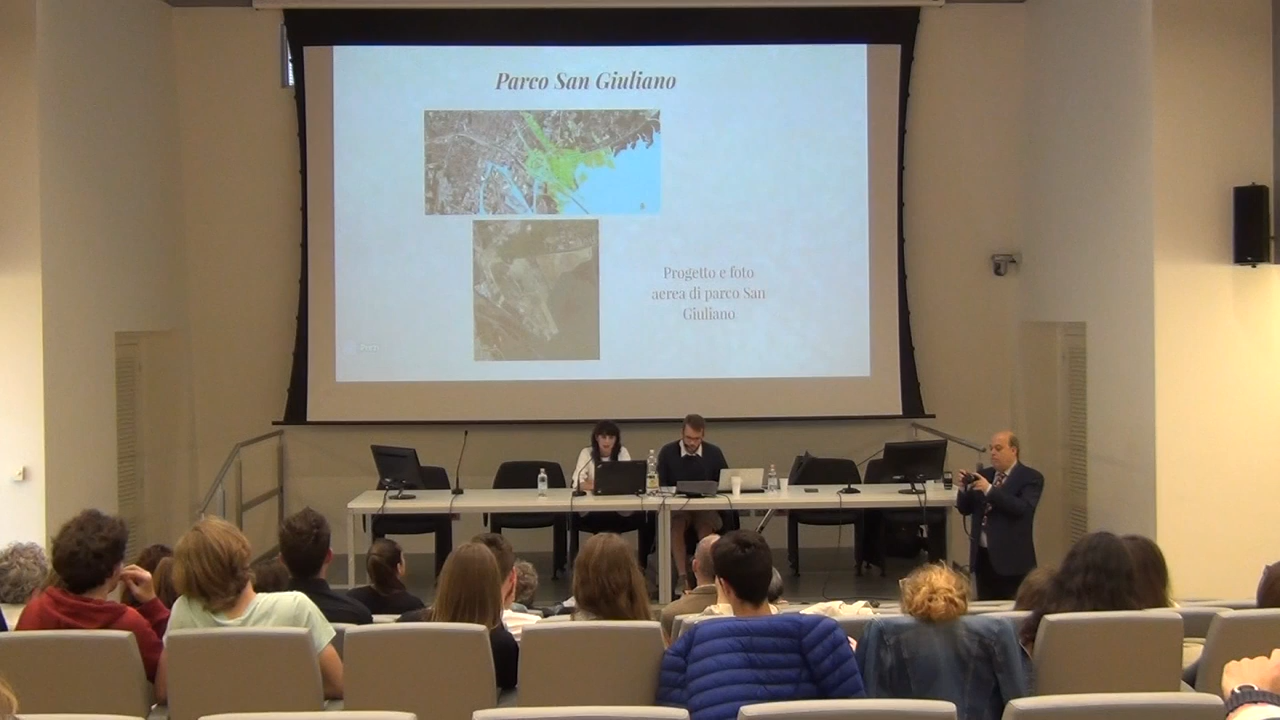 Parco San Giuliano
Progetto e foto
aerea di parco San
Giuliano